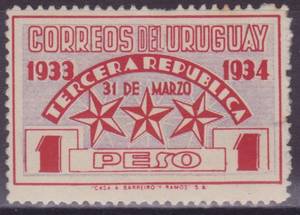 CORREOS DEL URUGUAY
1933 1934
TERCERA REPUBLICA
31 DE MARZO
1 PESO 1
"CASA A. BARREIRO Y RAMOS" S.A.